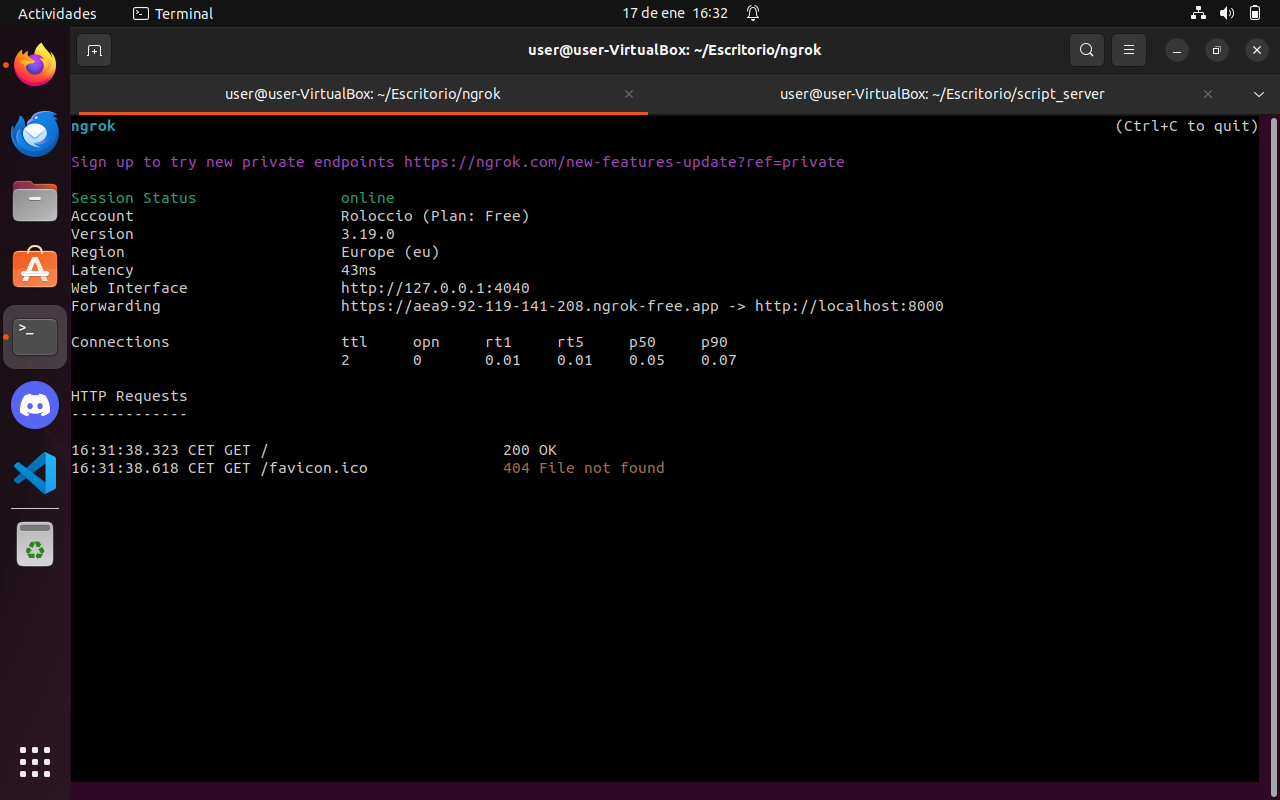 Actividades Terminal 17 de ene 16:32
user@user-VirtualBox: ~/Escritorio/ngrok
user@user-VirtualBox: ~/Escritorio/ngrok user@user-VirtualBox: ~/Escritorio/script_server
ngrok (Ctrl+C to quit)
Sign up to try new private endpoints https://ngrok.com/new-features-update?ref=private
Session Status online
Account Roloccio (Plan: Free)
Version 3.19.0
Region Europe (eu)
Latency 43ms
Web Interface http://127.0.0.1:4040
Forwarding https://aea9-92-119-141-208.ngrok-free.app -> http://localhost:8000
Connections ttl opn rt1 rt5 p50 p90
2 0 0.01 0.01 0.05 0.07
HTTP Requests
-------------
16:31:38.323 CET GET / 200 OK
16:31:38.618 CET GET /favicon.ico 404 File not found